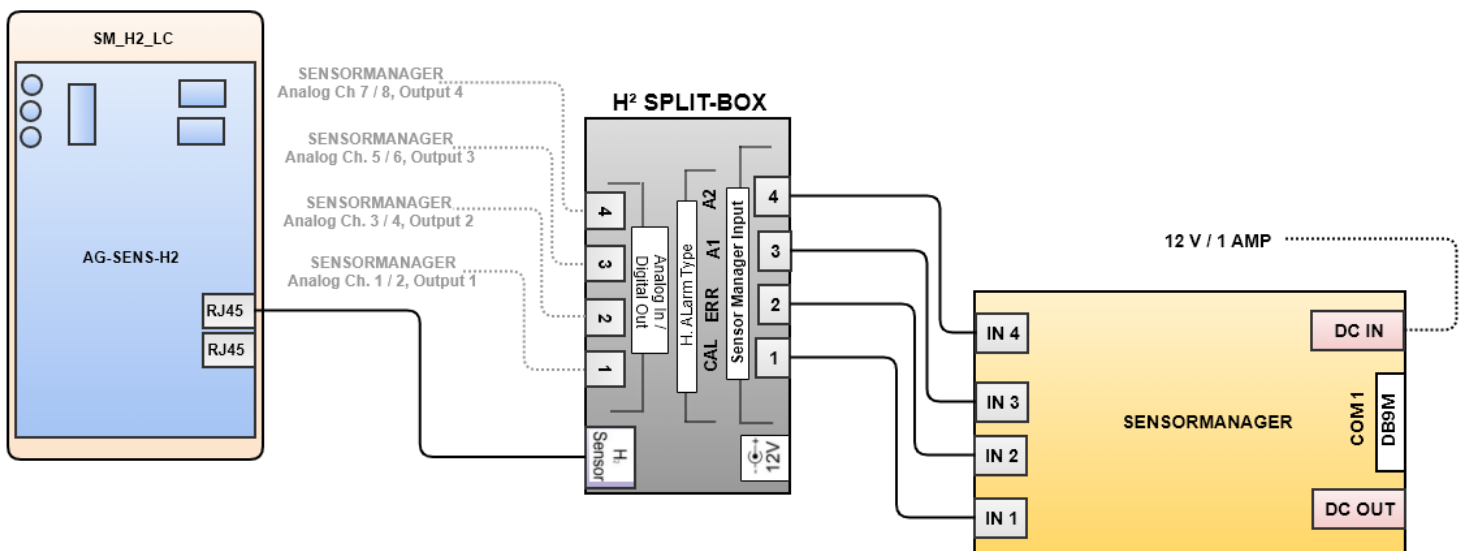 SM_H2_LC
AG-SENS-H2
RJ45
RJ45
SENSORMANAGER
Analog Ch 7 / 8, Output 4
SENSORMANAGER
Analog Ch. 5 / 6, Output 3
SENSORMANAGER
Analog Ch. 3 / 4, Output 2
SENSORMANAGER
Analog Ch. 1 / 2, Output 1
H² SPLIT-BOX
4
3
2
1
Analog In /
Digital Out
H. ALarm Type
CAL ERR A1 A2
Sensor Manager Input
4
3
2
1
H₂
Sensor
12V
12 V / 1 AMP
IN 4
IN 3
IN 2
IN 1
SENSORMANAGER
DC IN
COM 1
DB9M
DC OUT